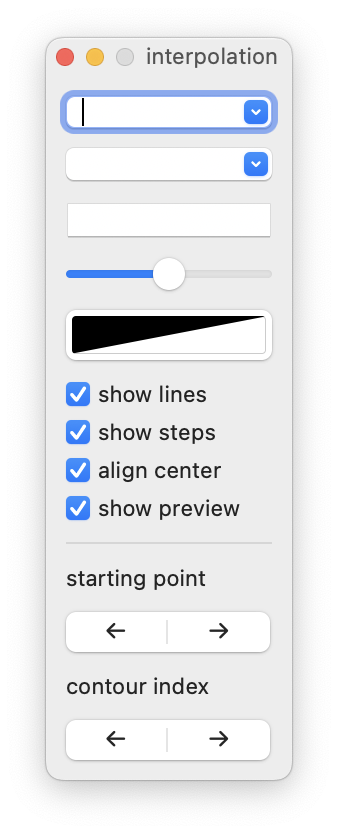 interpolation
show lines
show steps
align center
show preview
starting point
← →
contour index
← →